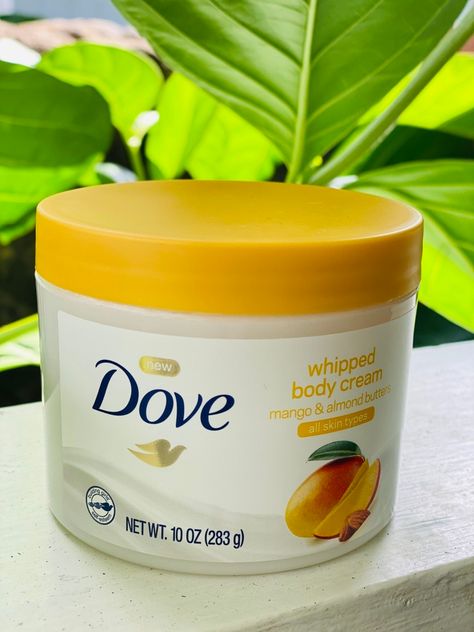 new
Dove
whipped
body cream
mango & almond butters
all skin types
NET WT. 10 OZ (283 g)